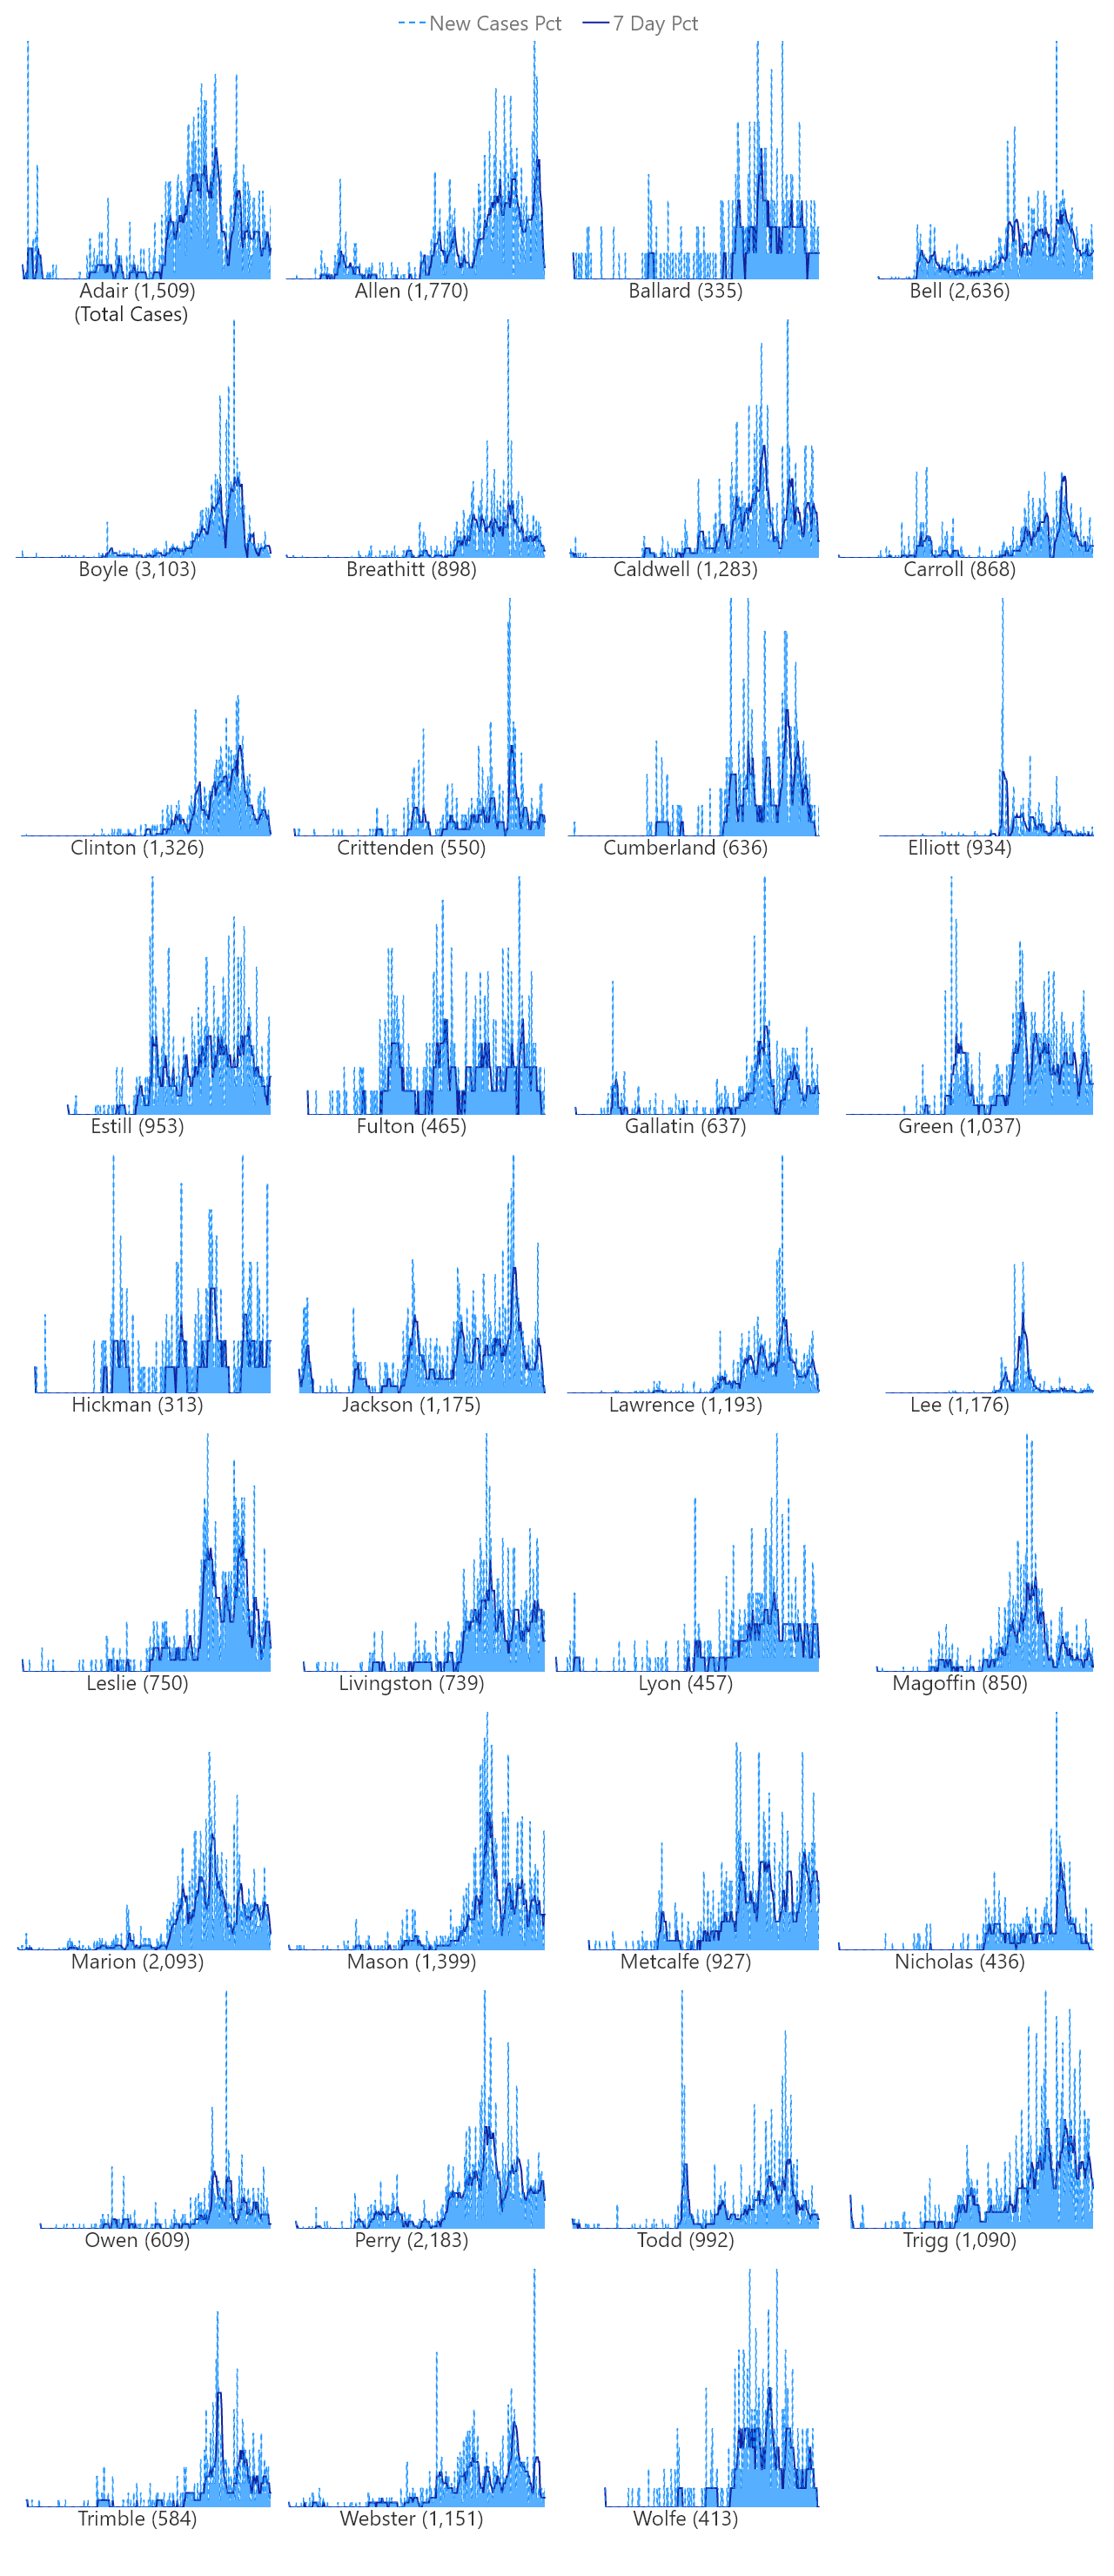 New Cases Pct 7 Day Pct
Adair (1,509) Allen (1,770) Ballard (335) Bell (2,636)
(Total Cases)
Boyle (3,103) Breathitt (898) Caldwell (1,283) Carroll (868)
Clinton (1,326) Crittenden (550) Cumberland (636) Elliott (934)
Estill (953) Fulton (465) Gallatin (637) Green (1,037)
Hickman (313) Jackson (1,175) Lawrence (1,193) Lee (1,176)
Leslie (750) Livingston (739) Lyon (457) Magoffin (850)
Marion (2,093) Mason (1,399) Metcalfe (927) Nicholas (436)
Owen (609) Perry (2,183) Todd (992) Trigg (1,090)
Trimble (584) Webster (1,151) Wolfe (413)